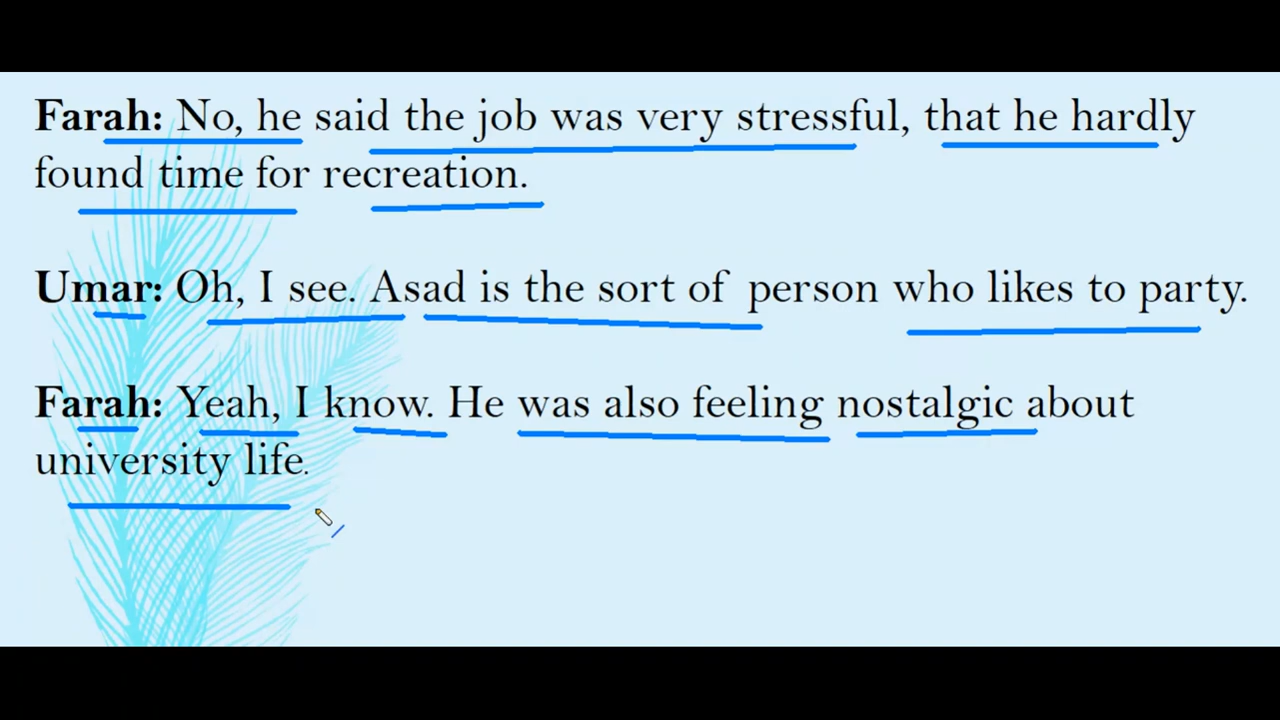 Farah: No, he said the job was very stressful, that he hardly
found time for recreation.
Umar: Oh, I see. Asad is the sort of person who likes to party.
Farah: Yeah, I know. He was also feeling nostalgic about
university life.